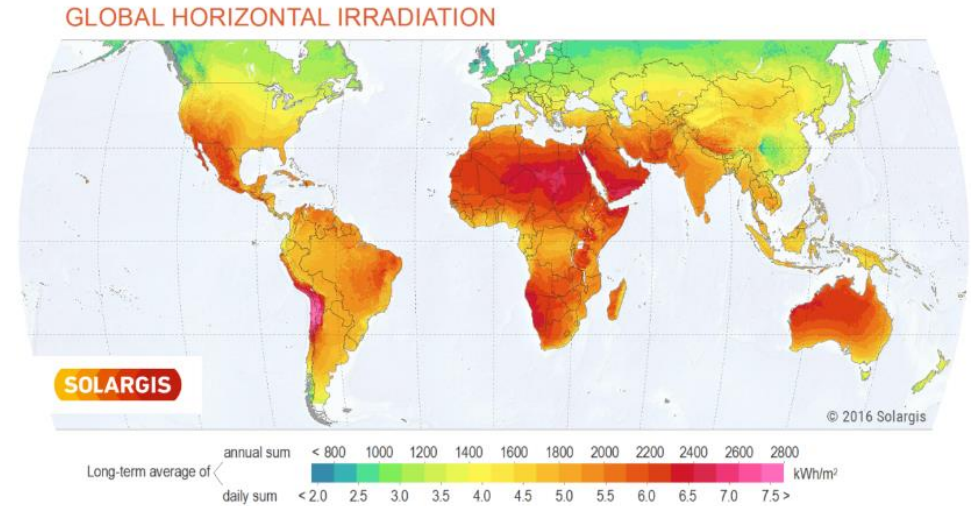 GLOBAL HORIZONTAL IRRADIATION
SOLARGIS
© 2016 Solargis
annual sum < 800 1000 1200 1400 1600 1800 2000 2200 2400 2600 2800
Long-term average of kWh/m²
daily sum < 2.0 2.5 3.0 3.5 4.0 4.5 5.0 5.5 6.0 6.5 7.0 7.5 >